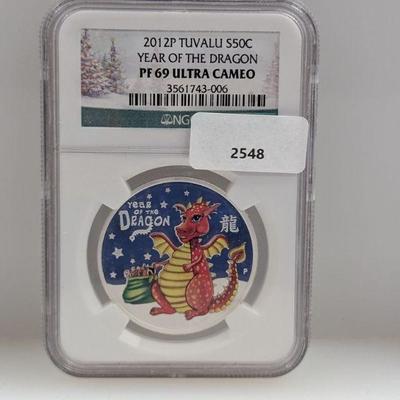 2012P TUVALU S50C
YEAR OF THE DRAGON
PF 69 ULTRA CAMEO
3561743-006
NG
2548
Year
OF THE
DRAGON
龍
P